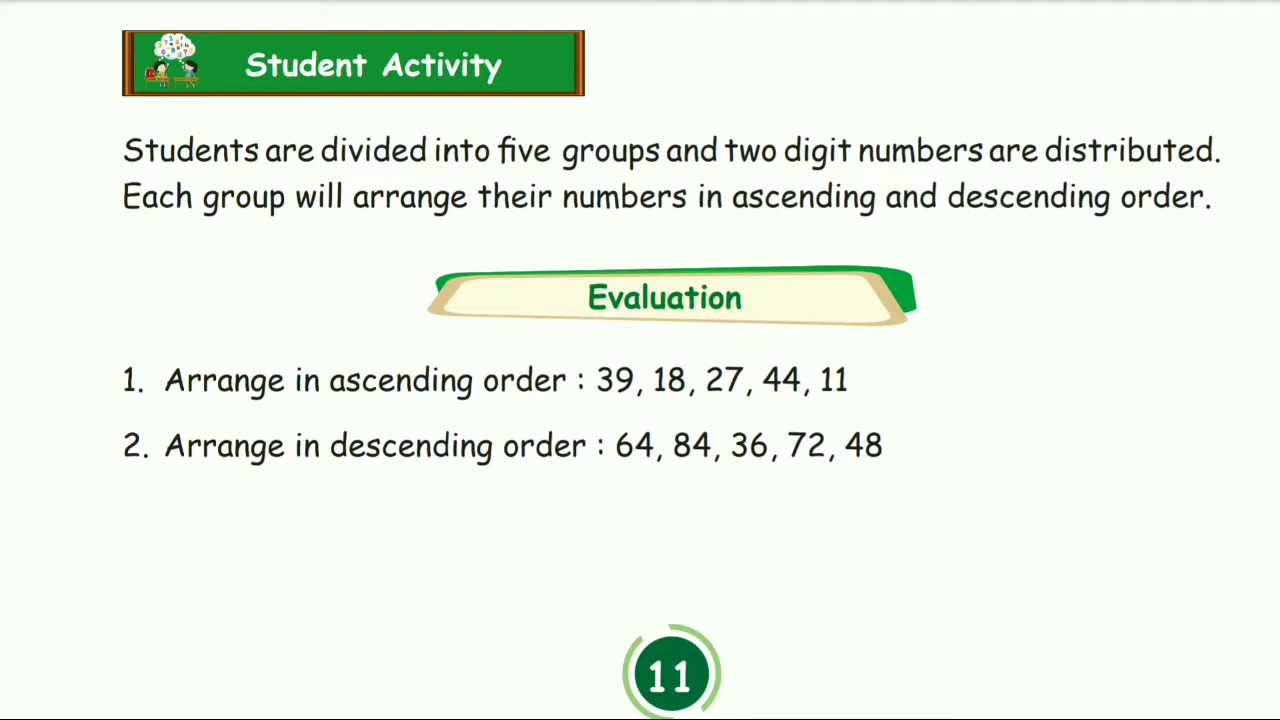 Student Activity
Students are divided into five groups and two digit numbers are distributed.
Each group will arrange their numbers in ascending and descending order.
Evaluation
1. Arrange in ascending order : 39, 18, 27, 44, 11
2. Arrange in descending order : 64, 84, 36, 72, 48
11